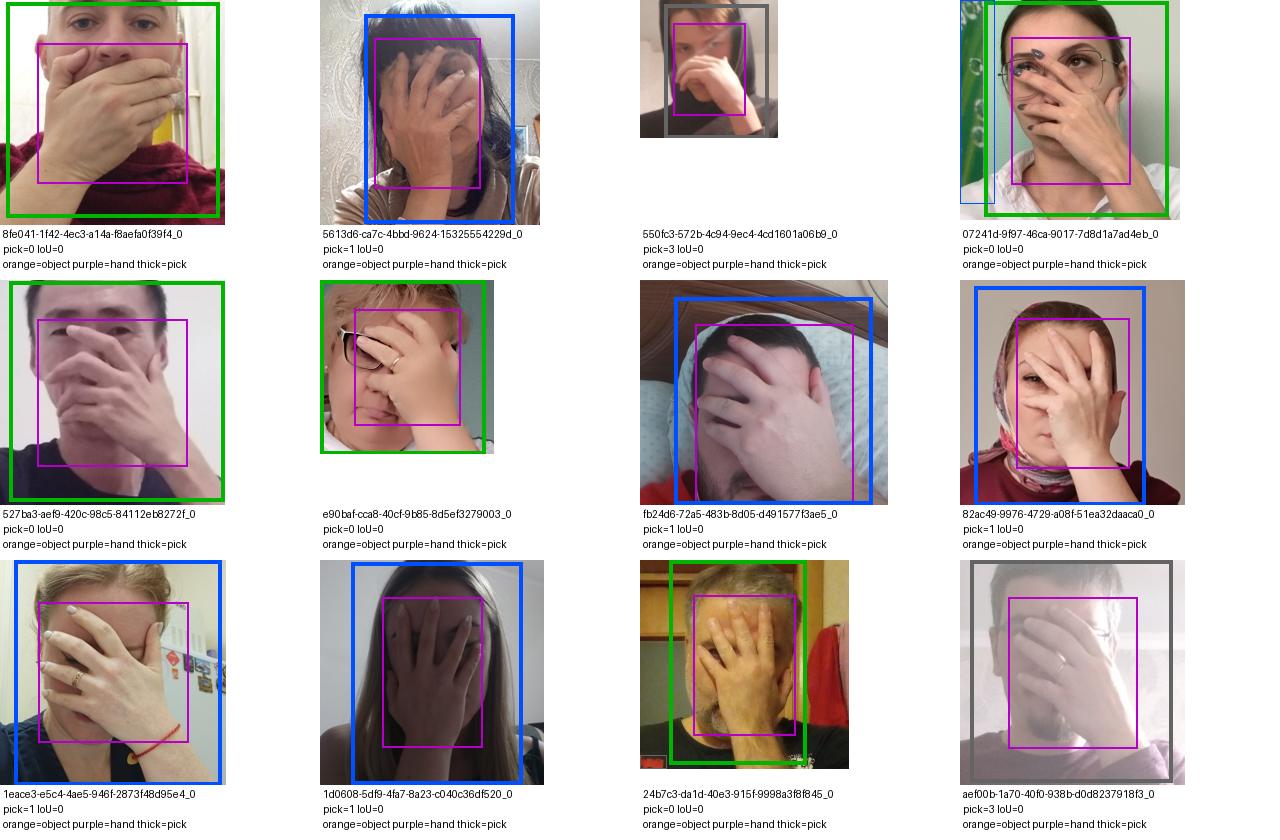 8fe041-1f42-4ec3-a14a-f8aefa0f39f4_0
pick=0 IoU=0
orange=object purple=hand thick=pick
5613d6-ca7c-4bbd-9624-15325554229d_0
pick=1 IoU=0
orange=object purple=hand thick=pick
550fc3-572b-4c94-9ec4-4cd1601a06b9_0
pick=3 IoU=0
orange=object purple=hand thick=pick
07241d-9f97-46ca-9017-7d8d1a7ad4eb_0
pick=0 IoU=0
orange=object purple=hand thick=pick
527ba3-aef9-420c-98c5-84112eb8272f_0
pick=0 IoU=0
orange=object purple=hand thick=pick
e90baf-cca8-40cf-9b85-8d5ef3279003_0
pick=0 IoU=0
orange=object purple=hand thick=pick
fb24d6-72a5-483b-8d05-d491577f3ae5_0
pick=1 IoU=0
orange=object purple=hand thick=pick
82ac49-9976-4729-a08f-51ea32daaca0_0
pick=1 IoU=0
orange=object purple=hand thick=pick
1eace3-e5c4-4ae5-946f-2873f48d95e4_0
pick=1 IoU=0
orange=object purple=hand thick=pick
1d0608-5df9-4fa7-8a23-c040c36df520_0
pick=1 IoU=0
orange=object purple=hand thick=pick
24b7c3-da1d-40e3-915f-9998a3f8f845_0
pick=0 IoU=0
orange=object purple=hand thick=pick
aef00b-1a70-40f0-938b-d0d8237918f3_0
pick=3 IoU=0
orange=object purple=hand thick=pick